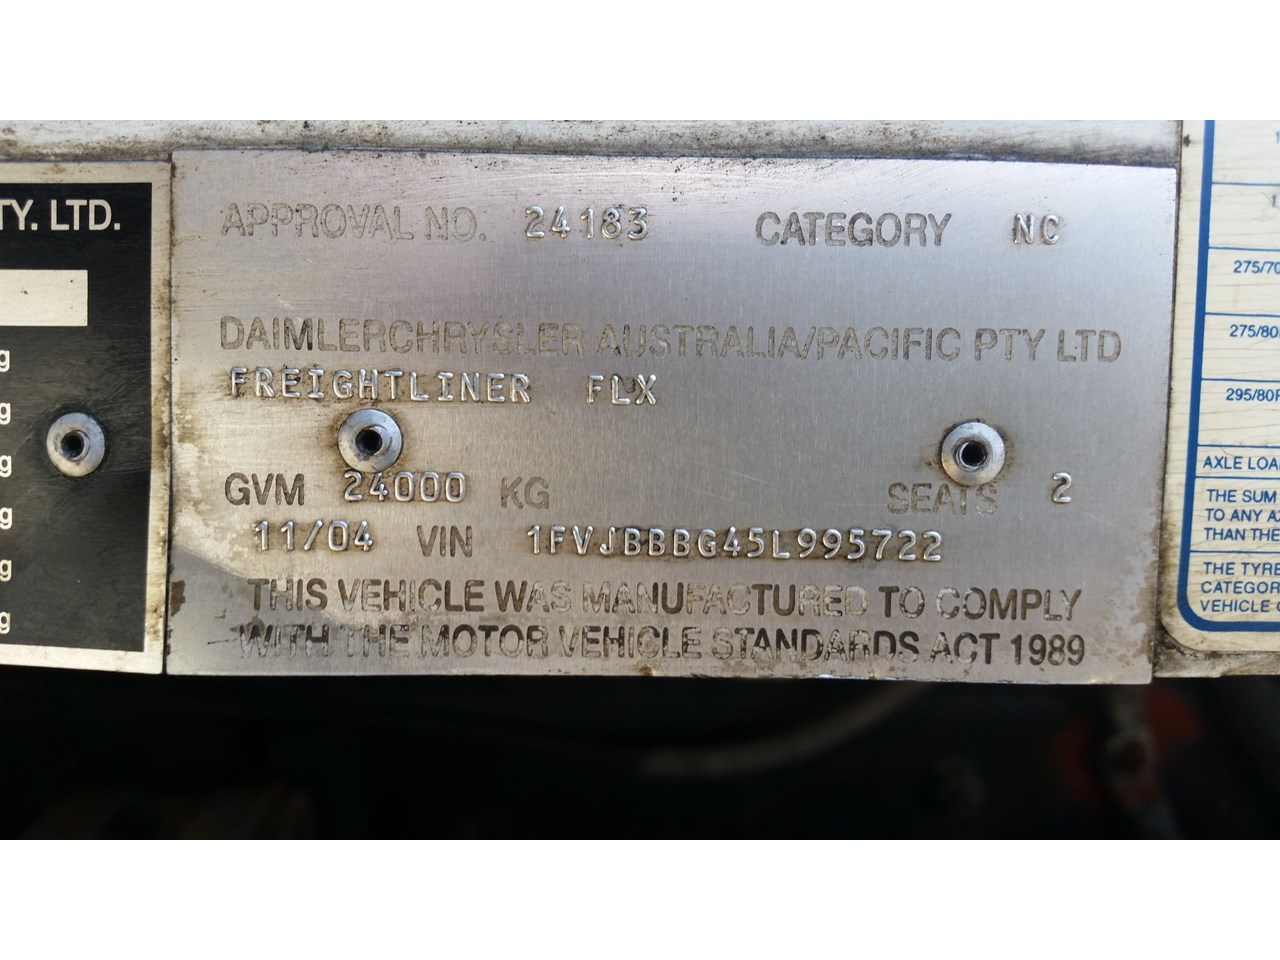 TY. LTD.
g
g
g
g
g
g
APPROVAL NO. 24183 CATEGORY NC
DAIMLERCHRYSLER AUSTRALIA/PACIFIC PTY LTD
FREIGHTLINER FLX
GVM 24000 KG SEATS 2
11/04 VIN 1FVJBBBG45L995722
THIS VEHICLE WAS MANUFACTURED TO COMPLY
WITH THE MOTOR VEHICLE STANDARDS ACT 1989
275/70
275/80
295/80R
AXLE LOA
THE SUM
TO ANY AX
THAN THE
THE TYRE
CATEGOR
VEHICLE